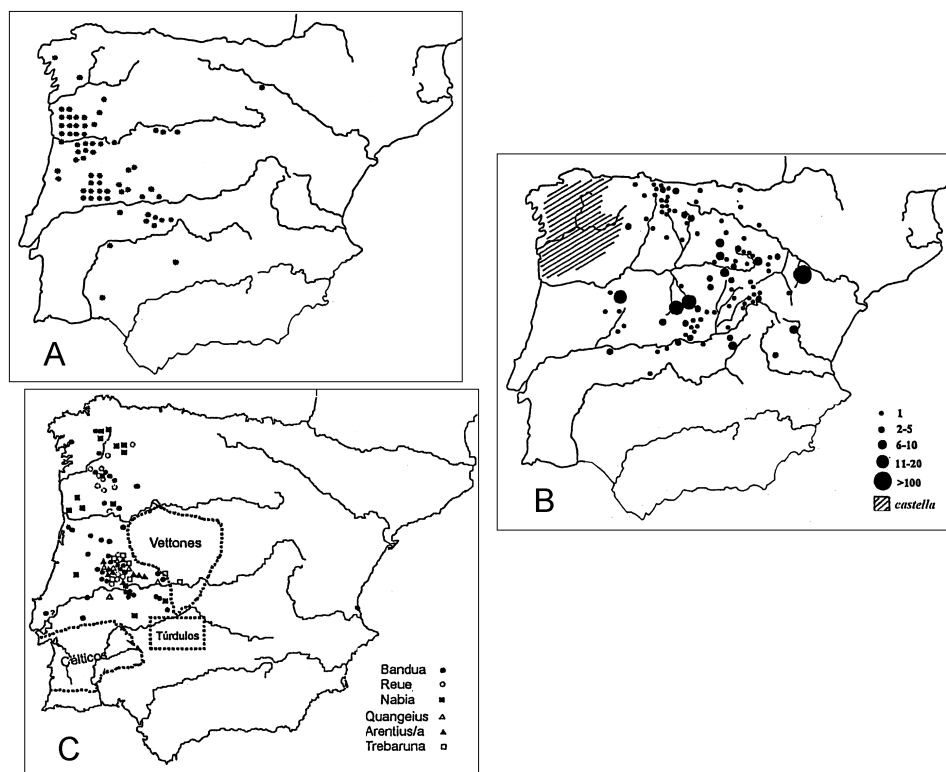 A
1
2-5
6-10
11-20
>100
castella
B
Vettones
Túrdulos
Célticos
?
Bandua
Reue
Nabia
Quangeius
Arentius/a
Trebaruna
C